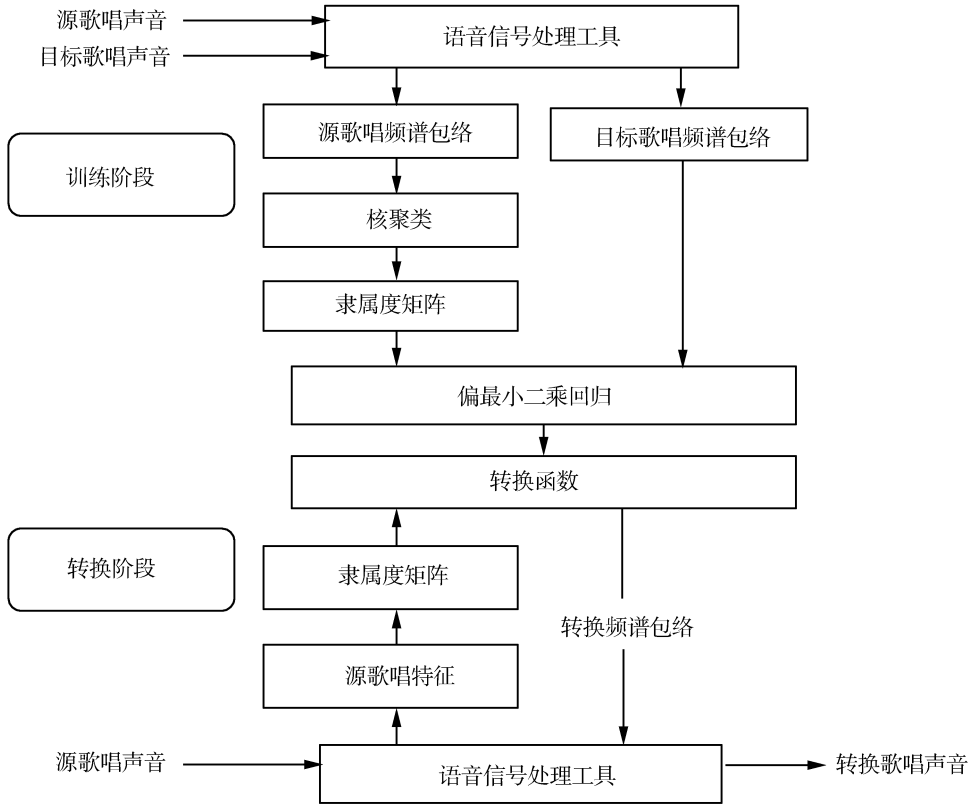 源歌唱声音
目标歌唱声音
语音信号处理工具
源歌唱频谱包络
目标歌唱频谱包络
训练阶段
核聚类
隶属度矩阵
偏最小二乘回归
转换函数
转换阶段
隶属度矩阵
转换频谱包络
源歌唱特征
源歌唱声音
语音信号处理工具
转换歌唱声音